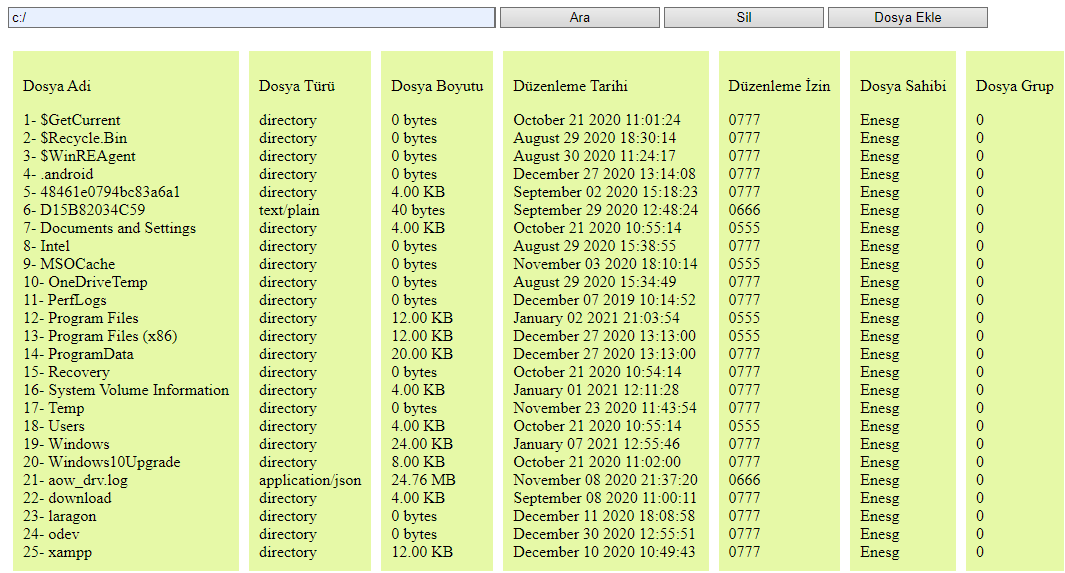 c:/ Ara Sil Dosya Ekle
Dosya Adi Dosya Türü Dosya Boyutu Düzenleme Tarihi Düzenleme İzin Dosya Sahibi Dosya Grup
1- $GetCurrent directory 0 bytes October 21 2020 11:01:24 0777 Enesg 0
2- $Recycle.Bin directory 0 bytes August 29 2020 18:30:14 0777 Enesg 0
3- $WinREAgent directory 0 bytes August 30 2020 11:24:17 0777 Enesg 0
4- .android directory 0 bytes December 27 2020 13:14:08 0777 Enesg 0
5- 48461e0794bc83a6a1 directory 4.00 KB September 02 2020 15:18:23 0777 Enesg 0
6- D15B82034C59 text/plain 40 bytes September 29 2020 12:48:24 0666 Enesg 0
7- Documents and Settings directory 4.00 KB October 21 2020 10:55:14 0555 Enesg 0
8- Intel directory 0 bytes August 29 2020 15:38:55 0777 Enesg 0
9- MSOCache directory 0 bytes November 03 2020 18:10:14 0555 Enesg 0
10- OneDriveTemp directory 0 bytes August 29 2020 15:34:49 0777 Enesg 0
11- PerfLogs directory 0 bytes December 07 2019 10:14:52 0777 Enesg 0
12- Program Files directory 12.00 KB January 02 2021 21:03:54 0555 Enesg 0
13- Program Files (x86) directory 12.00 KB December 27 2020 13:13:00 0555 Enesg 0
14- ProgramData directory 20.00 KB December 27 2020 13:13:00 0777 Enesg 0
15- Recovery directory 0 bytes October 21 2020 10:54:14 0777 Enesg 0
16- System Volume Information directory 4.00 KB January 01 2021 12:11:28 0777 Enesg 0
17- Temp directory 0 bytes November 23 2020 11:43:54 0777 Enesg 0
18- Users directory 4.00 KB October 21 2020 10:55:14 0555 Enesg 0
19- Windows directory 24.00 KB January 07 2021 12:55:46 0777 Enesg 0
20- Windows10Upgrade directory 8.00 KB October 21 2020 11:02:00 0777 Enesg 0
21- aow_drv.log application/json 24.76 MB November 08 2020 21:37:20 0666 Enesg 0
22- download directory 4.00 KB September 08 2020 11:00:11 0777 Enesg 0
23- laragon directory 0 bytes December 11 2020 18:08:58 0777 Enesg 0
24- odev directory 0 bytes December 30 2020 12:55:51 0777 Enesg 0
25- xampp directory 12.00 KB December 10 2020 10:49:43 0777 Enesg 0